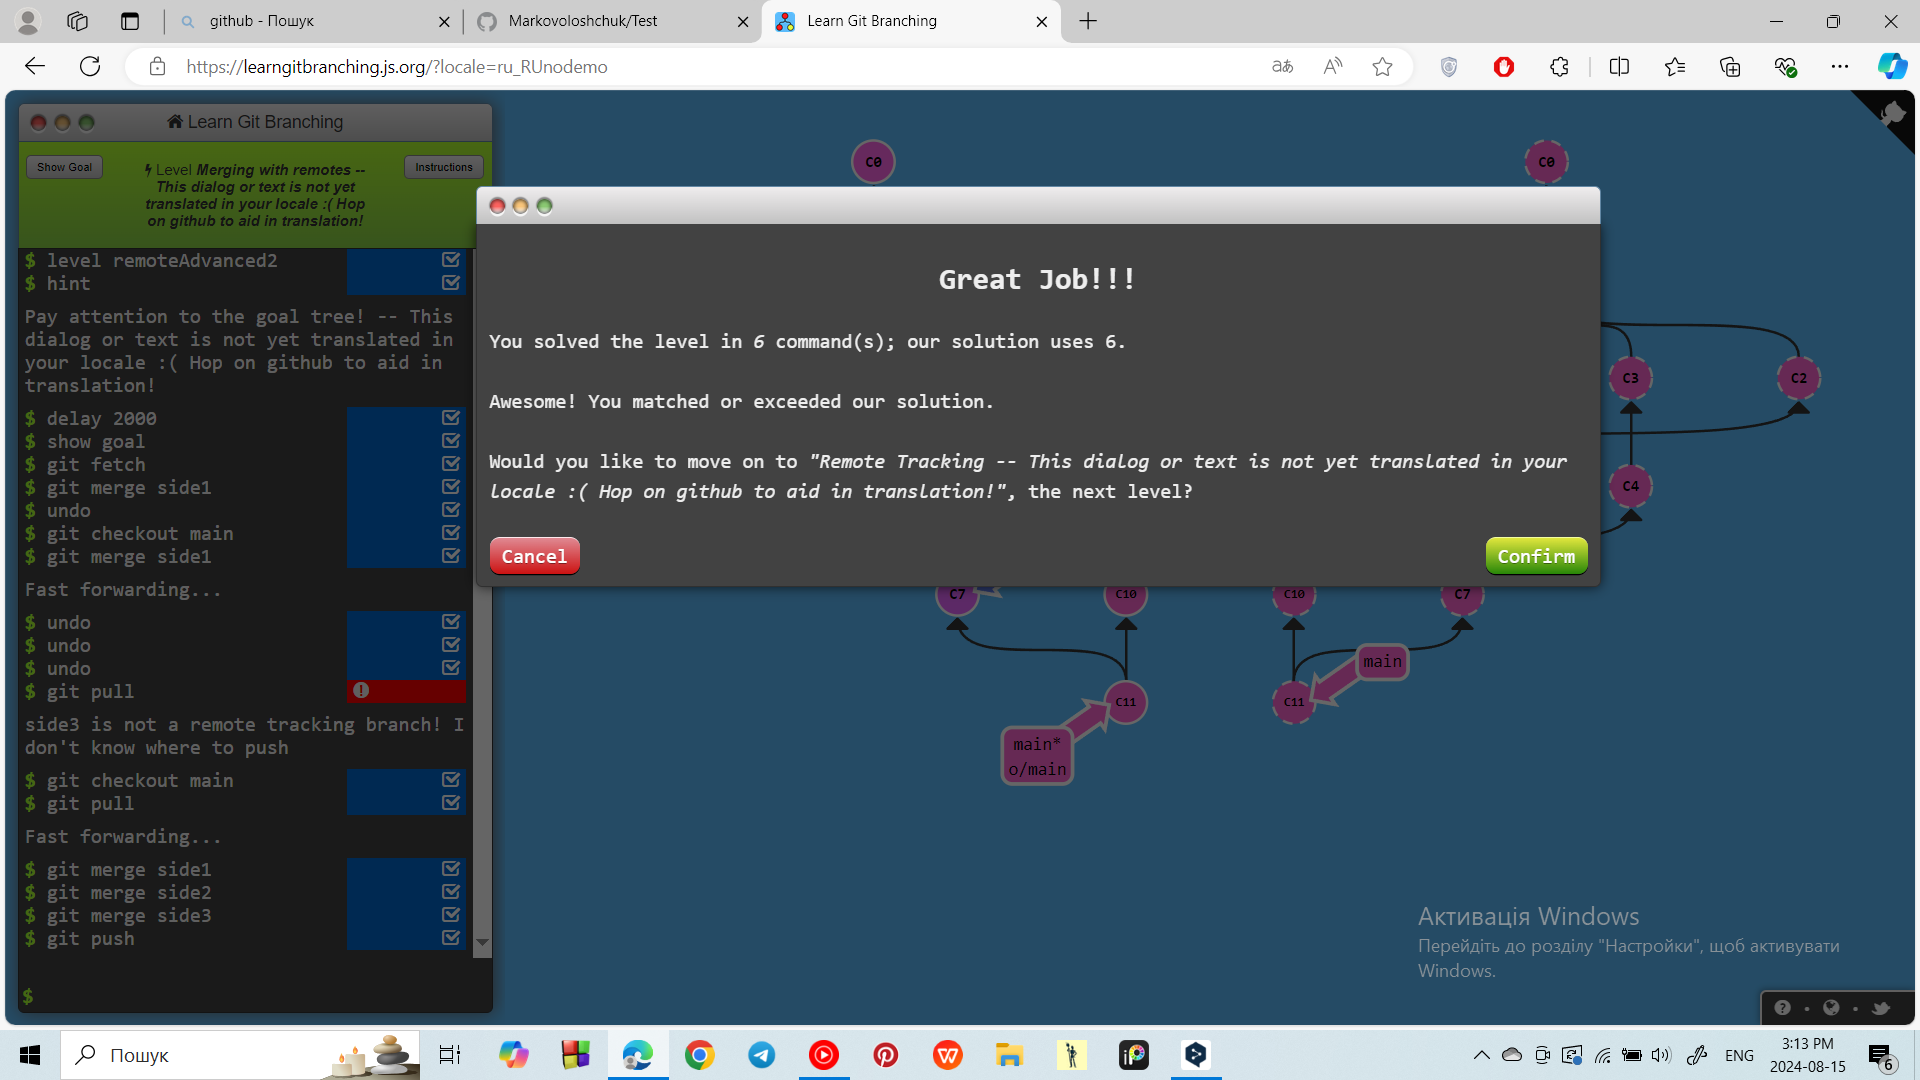 github - Пошук
Markovoloshchuk/Test
Learn Git Branching
https://learngitbranching.js.org/?locale=ru_RUnodemo
Learn Git Branching
Show Goal
Level Merging with remotes --
This dialog or text is not yet
translated in your locale :( Hop
on github to aid in translation!
Instructions
$ level remoteAdvanced2
$ hint
Pay attention to the goal tree! -- This
dialog or text is not yet translated in
your locale :( Hop on github to aid in
translation!
$ delay 2000
$ show goal
$ git fetch
$ git merge side1
$ undo
$ git checkout main
$ git merge side1
Fast forwarding...
$ undo
$ undo
$ undo
$ git pull
side3 is not a remote tracking branch! I
don't know where to push
$ git checkout main
$ git pull
Fast forwarding...
$ git merge side1
$ git merge side2
$ git merge side3
$ git push
$
C0
C0
Great Job!!!
You solved the level in 6 command(s); our solution uses 6.
Awesome! You matched or exceeded our solution.
Would you like to move on to "Remote Tracking -- This dialog or text is not yet translated in your
locale :( Hop on github to aid in translation!", the next level?
Cancel
Confirm
C3
C2
C4
C7
C10
C10
C7
main
C11
C11
main*
o/main
Активація Windows
Перейдіть до розділу "Настройки", щоб активувати
Windows.
Пошук
ENG
3:13 PM
2024-08-15
6